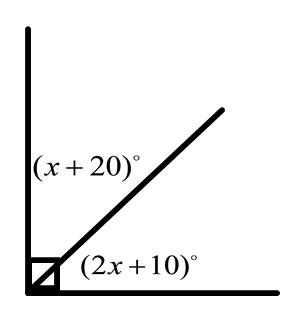 (x + 20)°
(2x + 10)°